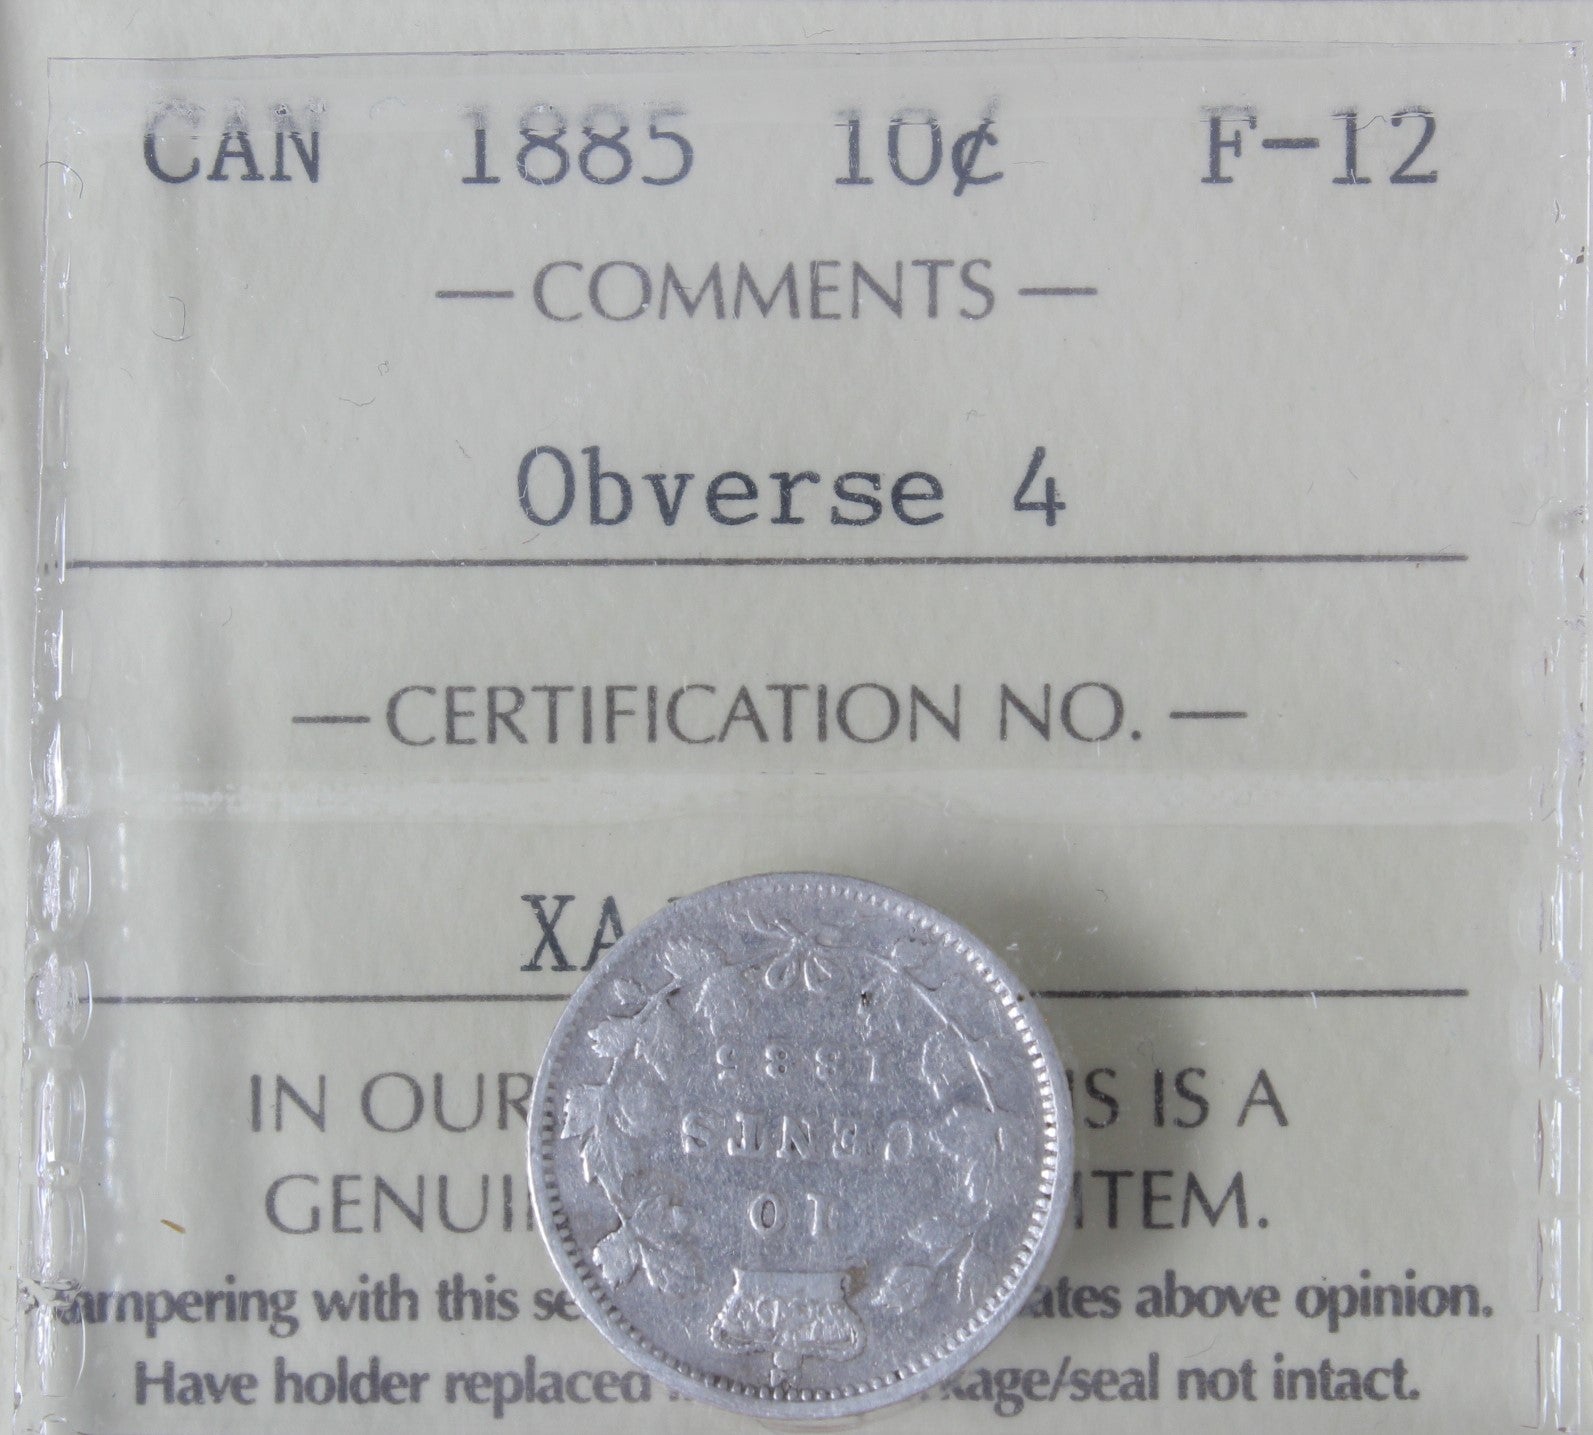 CAN 1885 10¢ F-12
— COMMENTS —
Obverse 4
— CERTIFICATION NO. —
XA
IN OUR S IS A
GENUI ITEM.
ampering with this se ates above opinion.
Have holder replaced kage/seal not intact.
1885
CENTS
10